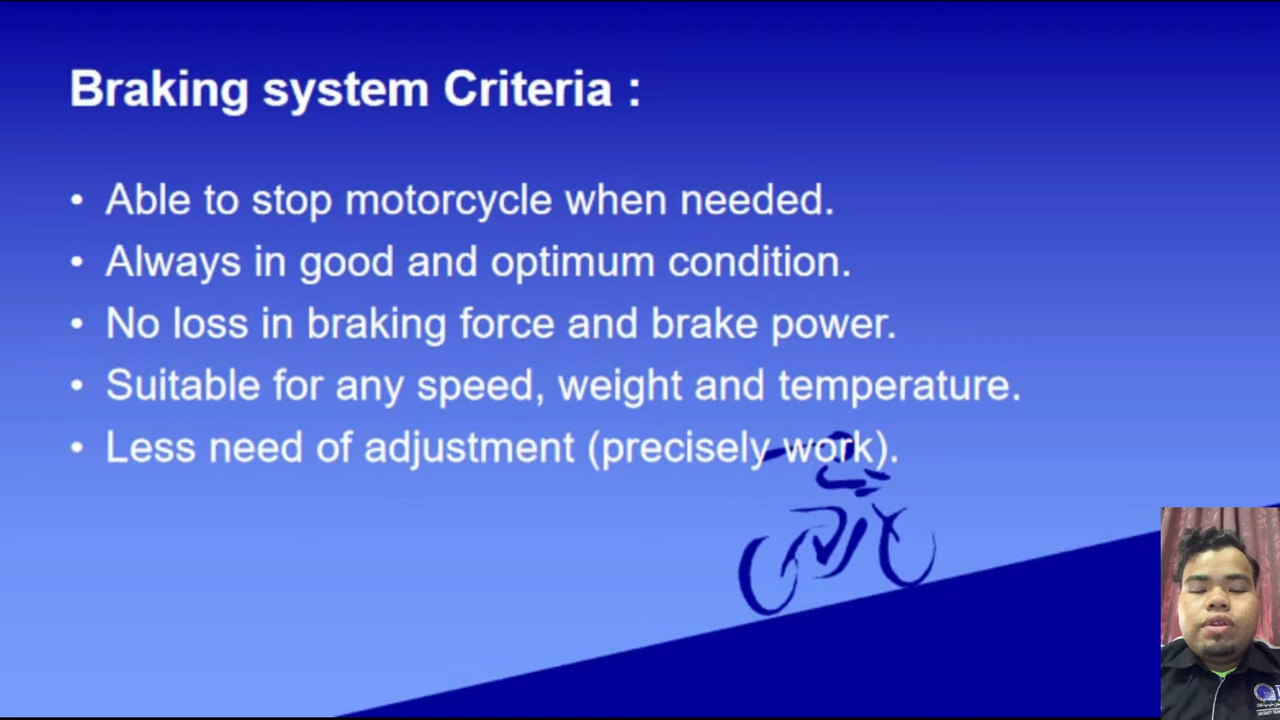 Braking system Criteria :
• Able to stop motorcycle when needed.
• Always in good and optimum condition.
• No loss in braking force and brake power.
• Suitable for any speed, weight and temperature.
• Less need of adjustment (precisely work).